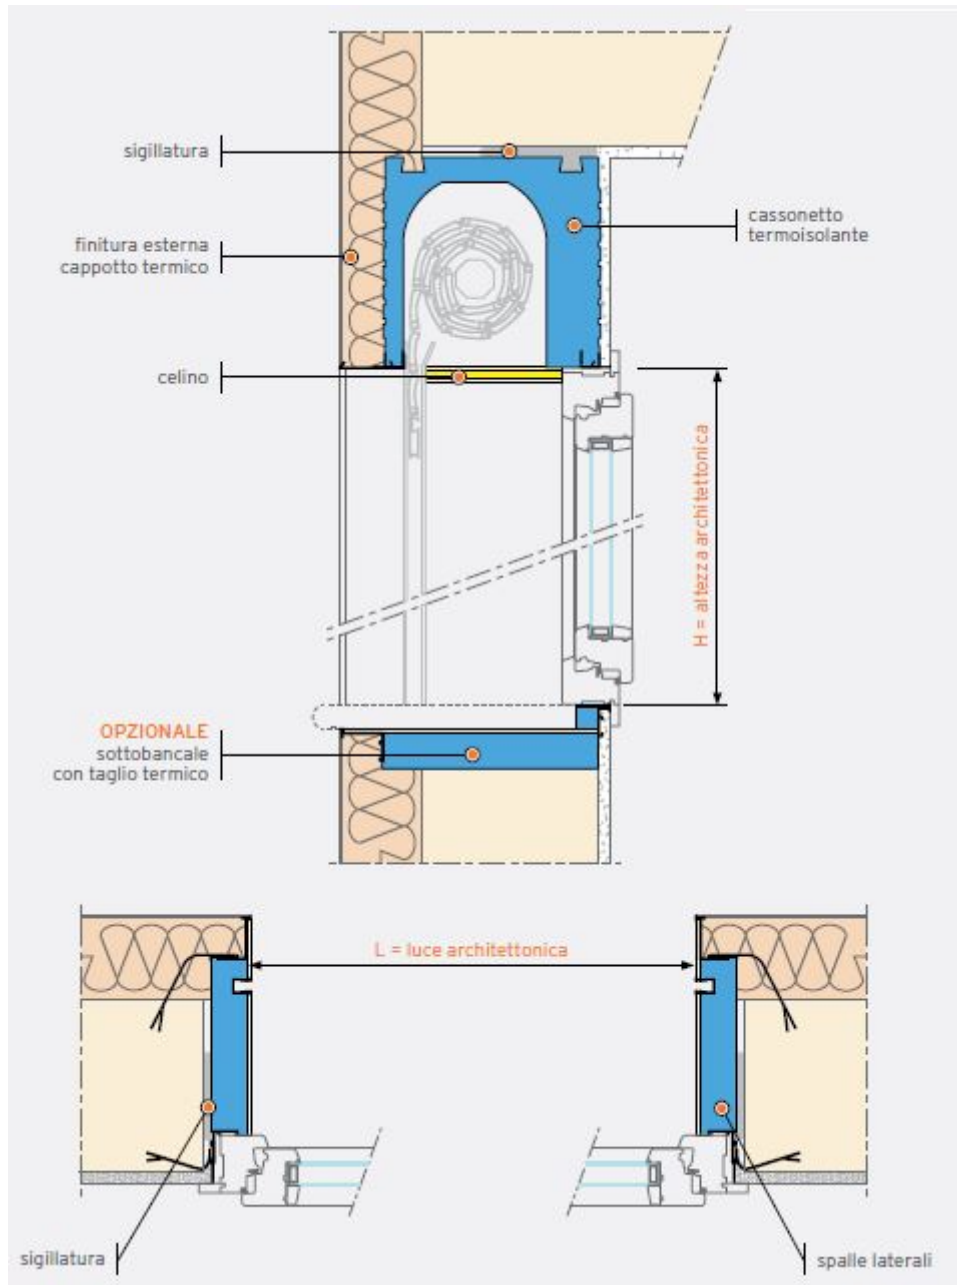 sigillatura
cassonetto
termoisolante
finitura esterna
cappotto termico
celino
H = altezza architettonica
OPZIONALE
sottobancale
con taglio termico
L = luce architettonica
sigillatura
spalle laterali